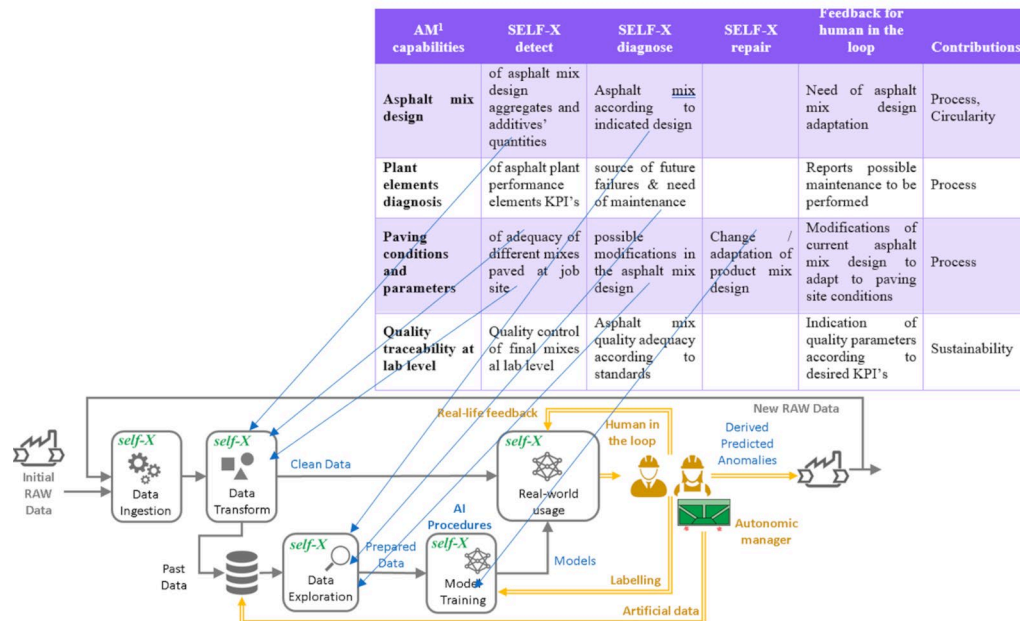 AM1 capabilities
SELF-X detect
SELF-X diagnose
SELF-X repair
Feedback for human in the loop
Contributions
Asphalt mix design
of asphalt mix design aggregates and additives' quantities
Asphalt mix according to indicated design
Need of asphalt mix design adaptation
Process, Circularity
Plant elements diagnosis
of asphalt plant performance elements KPI's
source of future failures & need of maintenance
Reports possible maintenance to be performed
Process
Paving conditions and parameters
of adequacy of different mixes paved at job site
possible modifications in the asphalt mix design
Change / adaptation of product mix design
Modifications of current asphalt mix design to adapt to paving site conditions
Process
Quality traceability at lab level
Quality control of final mixes al lab level
Asphalt mix quality adequacy according to standards
Indication of quality parameters according to desired KPI's
Sustainability
Real-life feedback
New RAW Data
Initial RAW Data
self-X
Data Ingestion
self-X
Data Transform
Clean Data
self-X
Real-world usage
Human in the loop
Derived Predicted Anomalies
Autonomic manager
Past Data
self-X
Data Exploration
Prepared Data
AI Procedures
self-X
Model Training
Models
Labelling
Artificial data